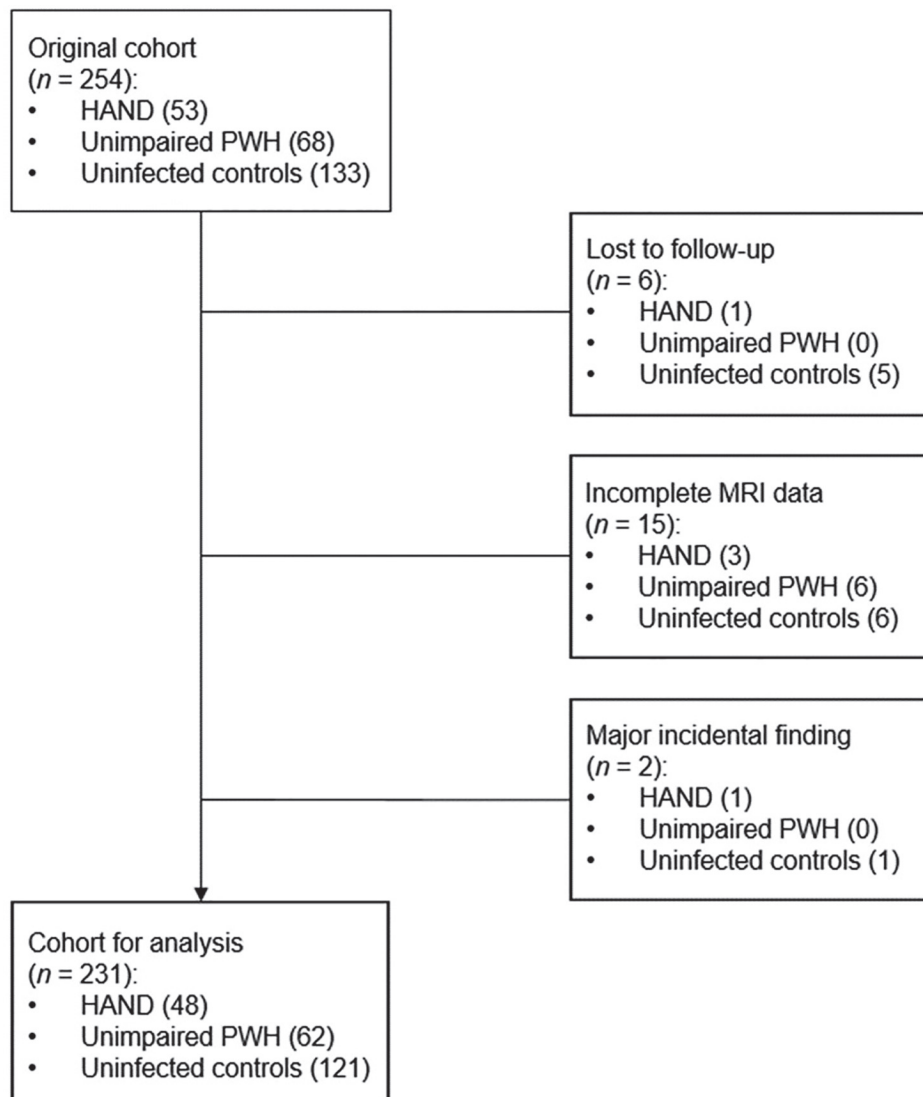 Original cohort
(n = 254):
• HAND (53)
• Unimpaired PWH (68)
• Uninfected controls (133)
Lost to follow-up
(n = 6):
• HAND (1)
• Unimpaired PWH (0)
• Uninfected controls (5)
Incomplete MRI data
(n = 15):
• HAND (3)
• Unimpaired PWH (6)
• Uninfected controls (6)
Major incidental finding
(n = 2):
• HAND (1)
• Unimpaired PWH (0)
• Uninfected controls (1)
Cohort for analysis
(n = 231):
• HAND (48)
• Unimpaired PWH (62)
• Uninfected controls (121)